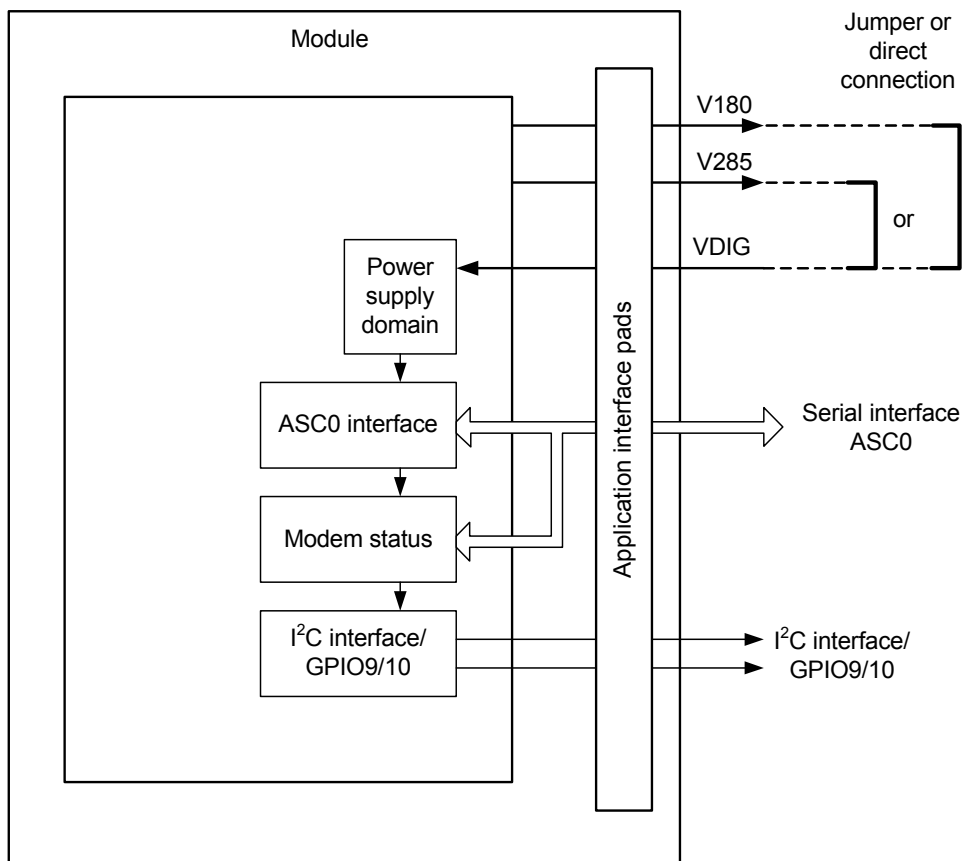 Module
Jumper or
direct
connection
V180
V285
or
VDIG
Power
supply
domain
Application interface pads
ASC0 interface
Serial interface
ASC0
Modem status
I²C interface/
GPIO9/10
I²C interface/
GPIO9/10